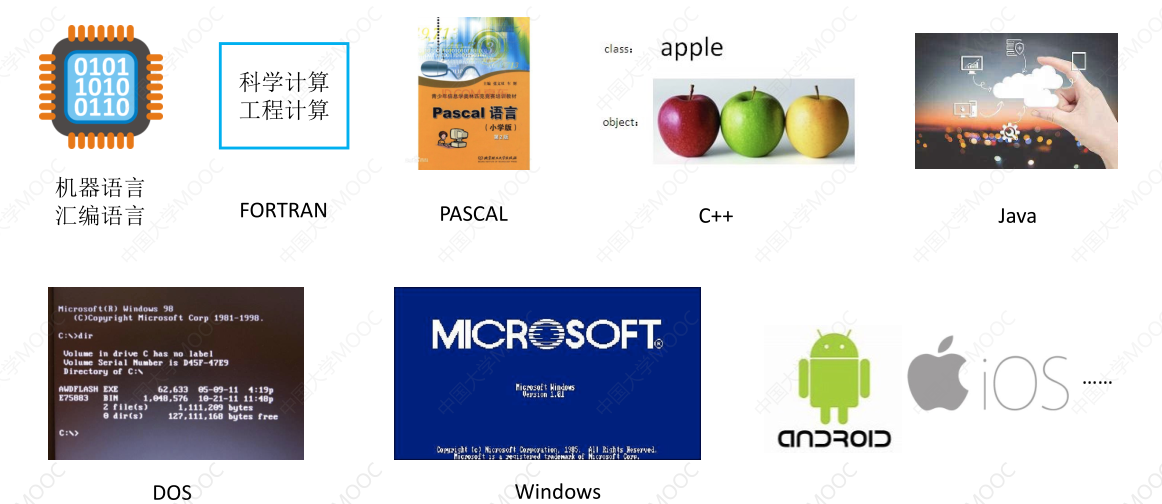 0101
1010
0110
机器语言
汇编语言
科学计算
工程计算
FORTRAN
Pascal 语言
(小学版)
PASCAL
class:
apple
object:
C++
Java
Microsoft(R) Windows 98
(C)Copyright Microsoft Corp 1981-1998.
C:\>dir
Volume in drive C has no label
Volume Serial Number is D45F-47E9
Directory of C:\
AWDFLASH EXE 62,633 05-09-11 4:19p
E75883 BIN 1,048,576 10-21-11 11:48p
2 file(s) 1,111,209 bytes
0 dir(s) 127,111,168 bytes free
C:\>
DOS
MICROSOFT®
Microsoft Windows
Version 1.01
Copyright (c) Microsoft Corporation, 1985. All Rights Reserved.
Microsoft is a registered trademark of Microsoft Corp.
Windows
ANDROID
iOS
......
中国大学MOOC